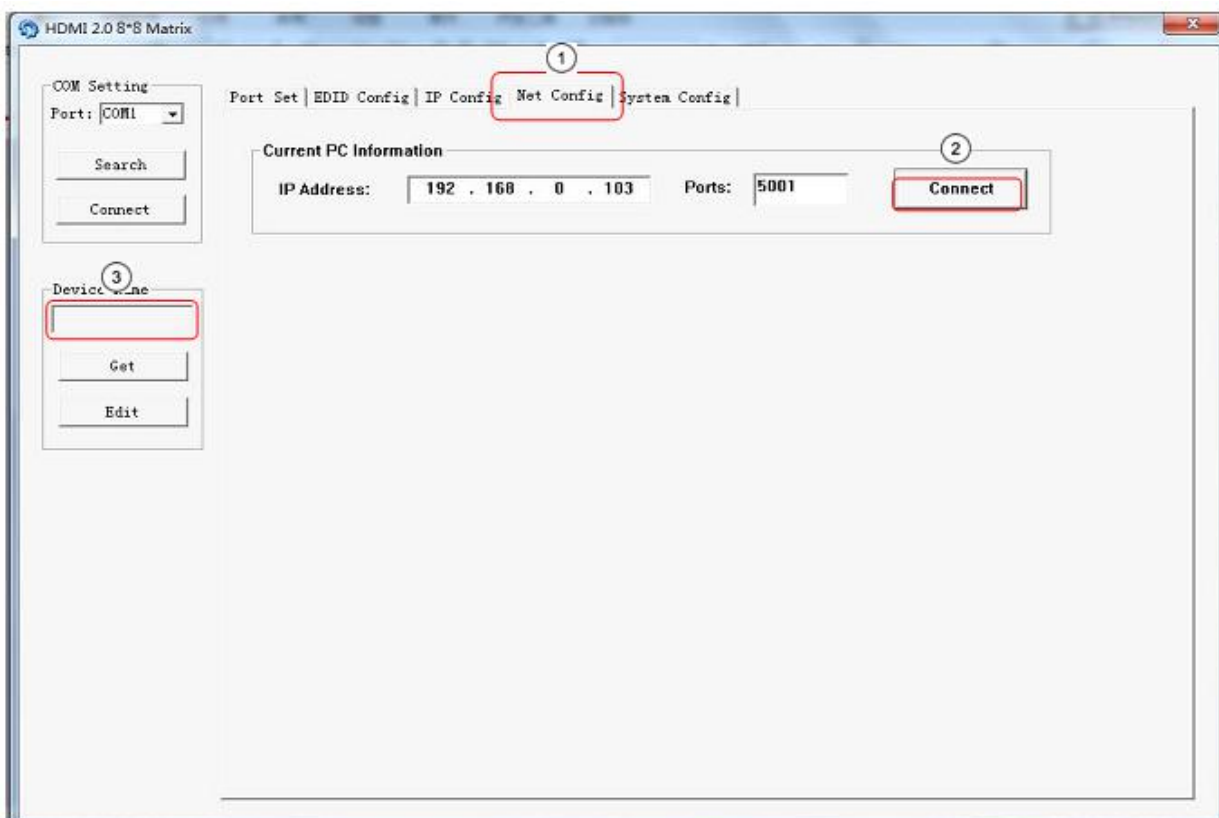 HDMI 2.0 8*8 Matrix
①
COM Setting
Port: COM1
Search
Connect
Port Set EDID Config IP Config Net Config System Config
Current PC Information
②
IP Address: 192 . 168 . 0 . 103 Ports: 5001 Connect
③
Device
Get
Edit